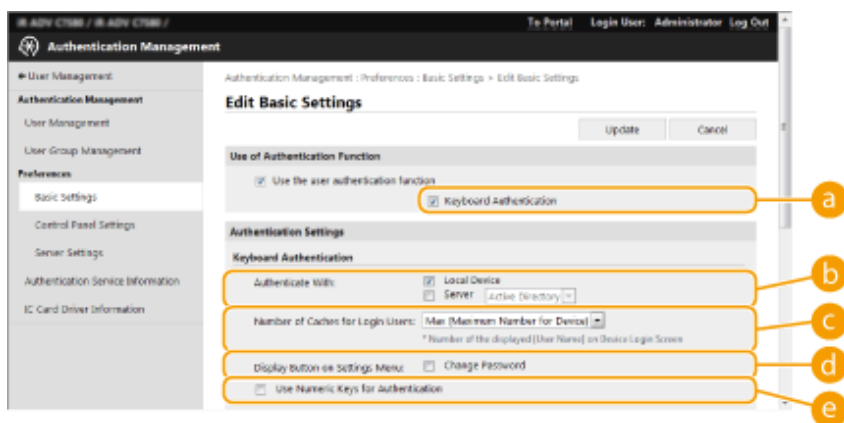 To Portal Login User: Administrator Log Out
Authentication Management
User Management
Authentication Management : Preferences : Basic Settings > Edit Basic Settings
Authentication Management
Edit Basic Settings
User Management
Update Cancel
User Group Management
Use of Authentication Function
Preferences
Use the user authentication function
Basic Settings
Keyboard Authentication
a
Control Panel Settings
Authentication Settings
Server Settings
Keyboard Authentication
Authentication Service Information
Authenticate With: Local Device
b
Server Active Directory
IC Card Driver Information
Number of Caches for Login Users: Max (Maximum Number for Device)
c
* Number of the displayed [User Name] on Device Login Screen
Display Button on Settings Menu: Change Password
d
Use Numeric Keys for Authentication
e